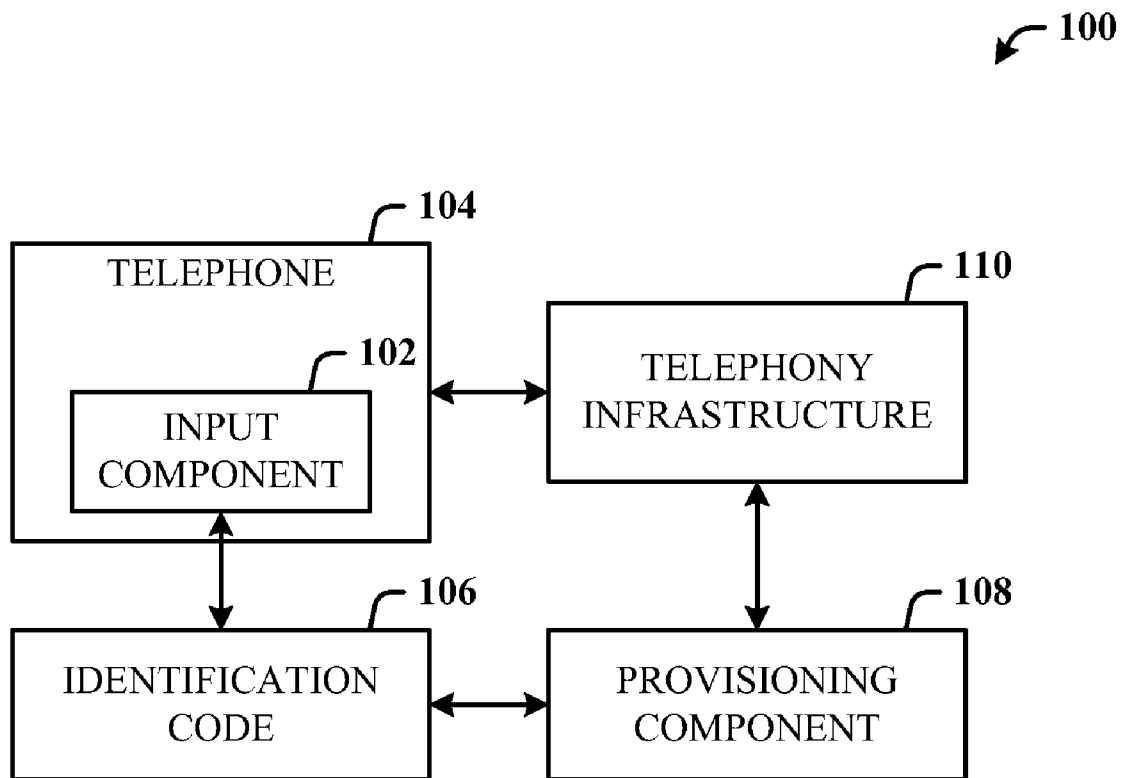 100
104
TELEPHONE
110
102
TELEPHONY
INFRASTRUCTURE
INPUT
COMPONENT
106
108
IDENTIFICATION
CODE
PROVISIONING
COMPONENT